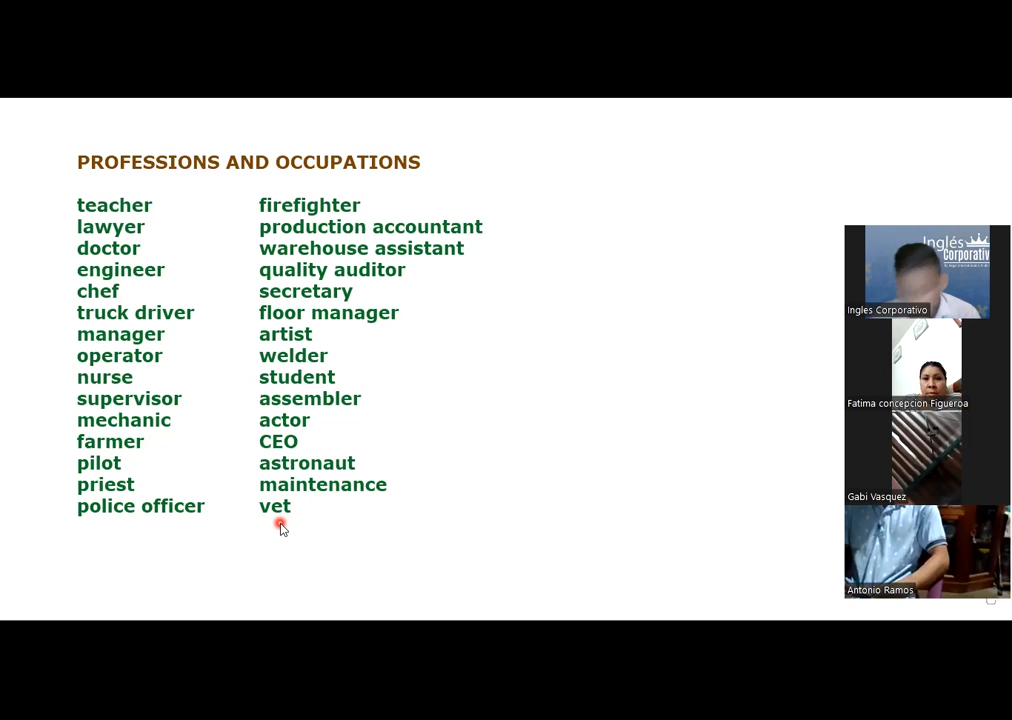 PROFESSIONS AND OCCUPATIONS
teacher
lawyer
doctor
engineer
chef
truck driver
manager
operator
nurse
supervisor
mechanic
farmer
pilot
priest
police officer
firefighter
production accountant
warehouse assistant
quality auditor
secretary
floor manager
artist
welder
student
assembler
actor
CEO
astronaut
maintenance
vet
Inglés
Corporativ
Ingles Corporativo
Fatima concepcion Figueroa
Gabi Vasquez
Antonio Ramos